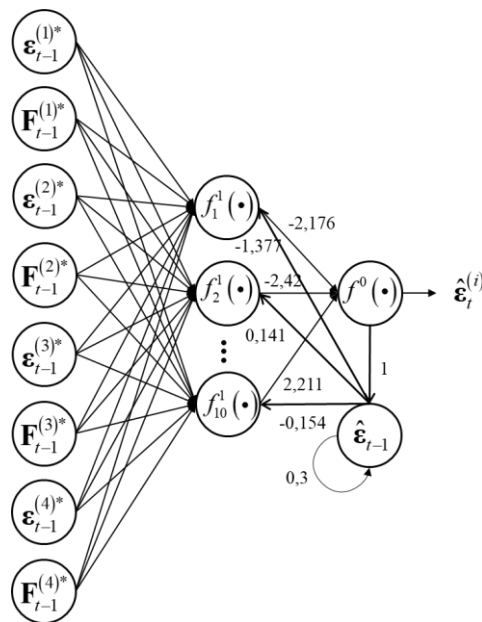 ε_{t−1}^{(1)*}
F_{t−1}^{(1)*}
ε_{t−1}^{(2)*}
F_{t−1}^{(2)*}
ε_{t−1}^{(3)*}
F_{t−1}^{(3)*}
ε_{t−1}^{(4)*}
F_{t−1}^{(4)*}
f_1^1(•)
f_2^1(•)
f_{10}^1(•)
-2,176
-1,377
-2,42
0,141
2,211
-0,154
f^0(•)
ε̂_t^{(i)}
1
ε̂_{t−1}
0,3